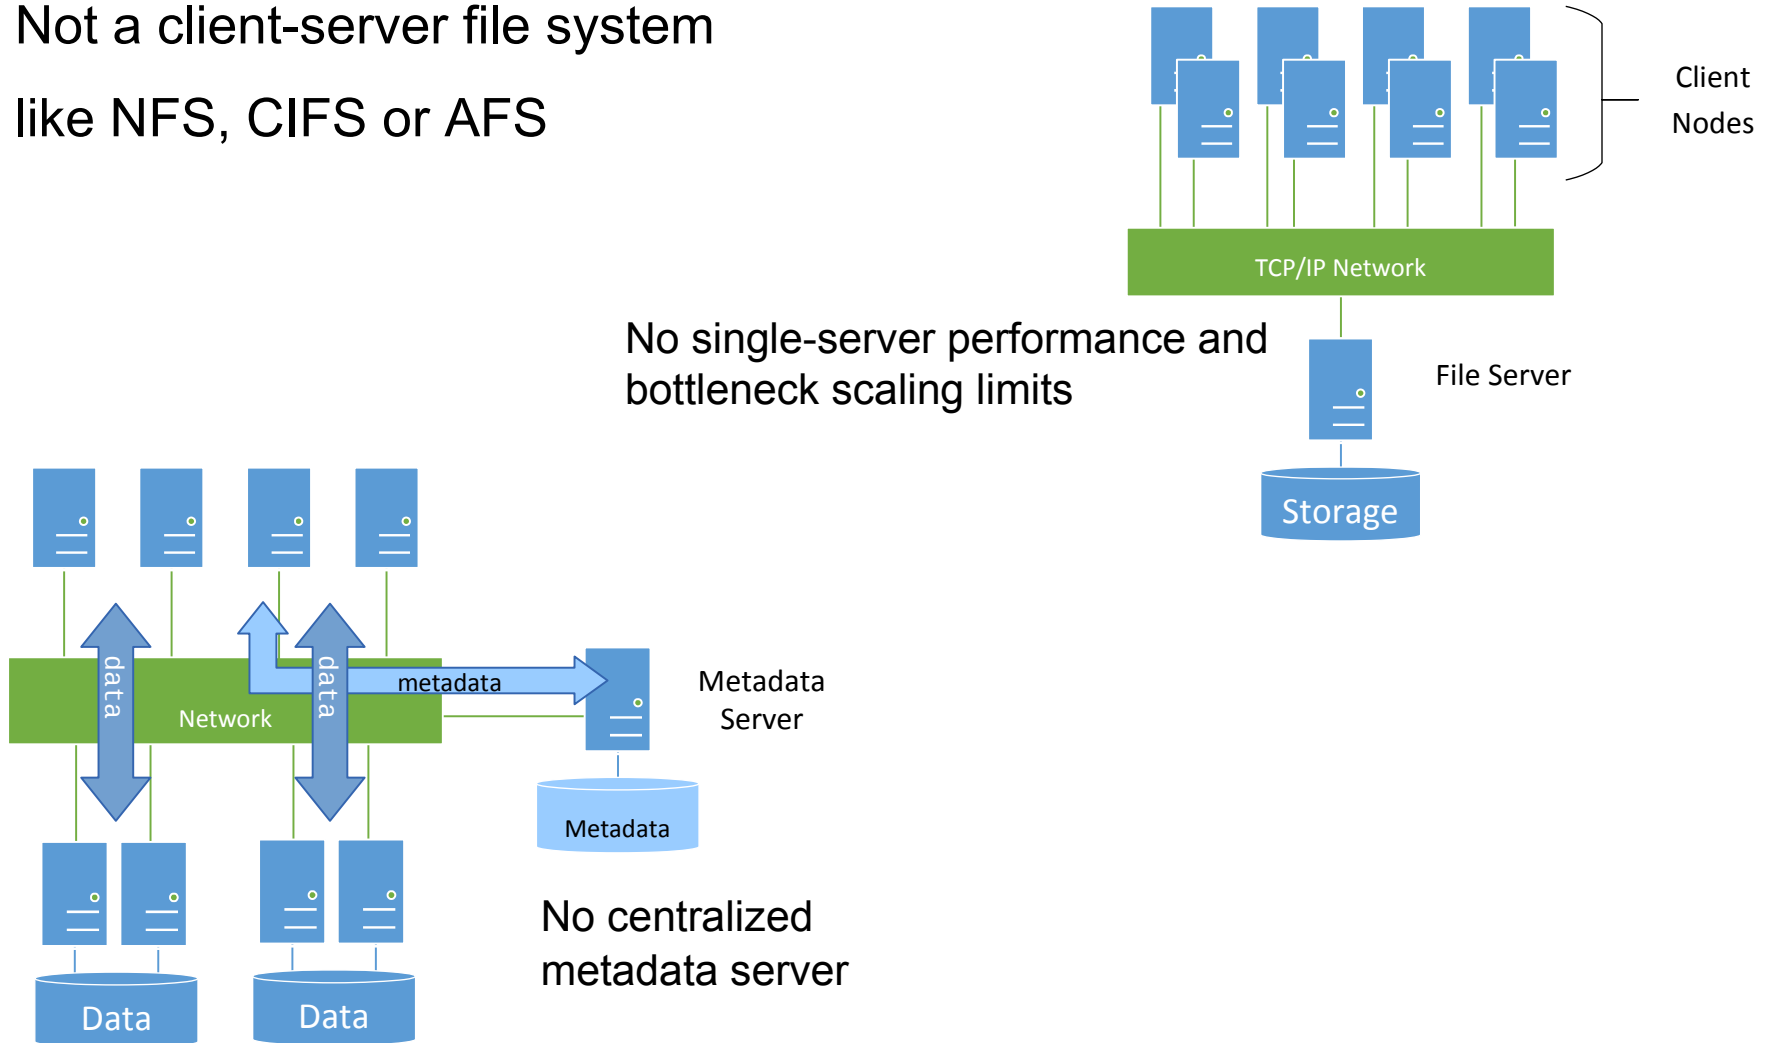 Not a client-server file system
like NFS, CIFS or AFS
Client
Nodes
TCP/IP Network
No single-server performance and
bottleneck scaling limits
File Server
Storage
data
data
metadata
Network
Metadata
Server
Metadata
No centralized
metadata server
Data
Data